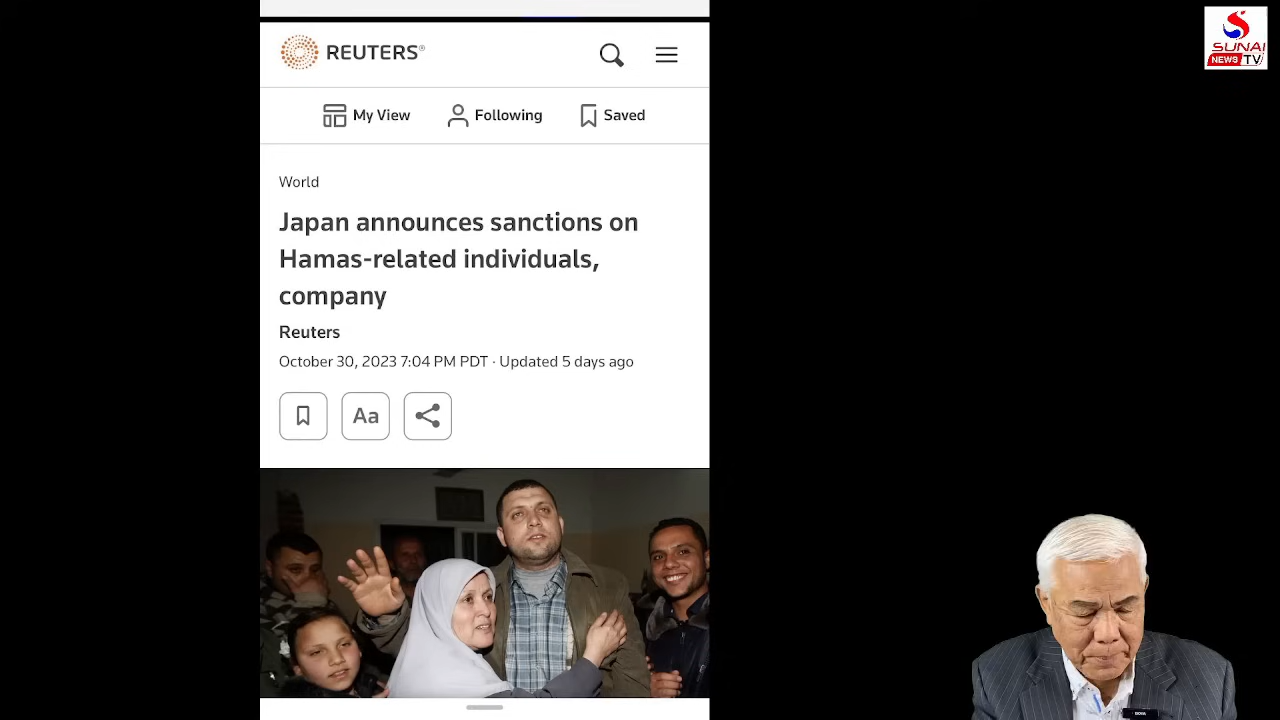 REUTERS®
My View
Following
Saved
World
Japan announces sanctions on
Hamas-related individuals,
company
Reuters
October 30, 2023 7:04 PM PDT · Updated 5 days ago
Aa
SUNAI
NEWS TV